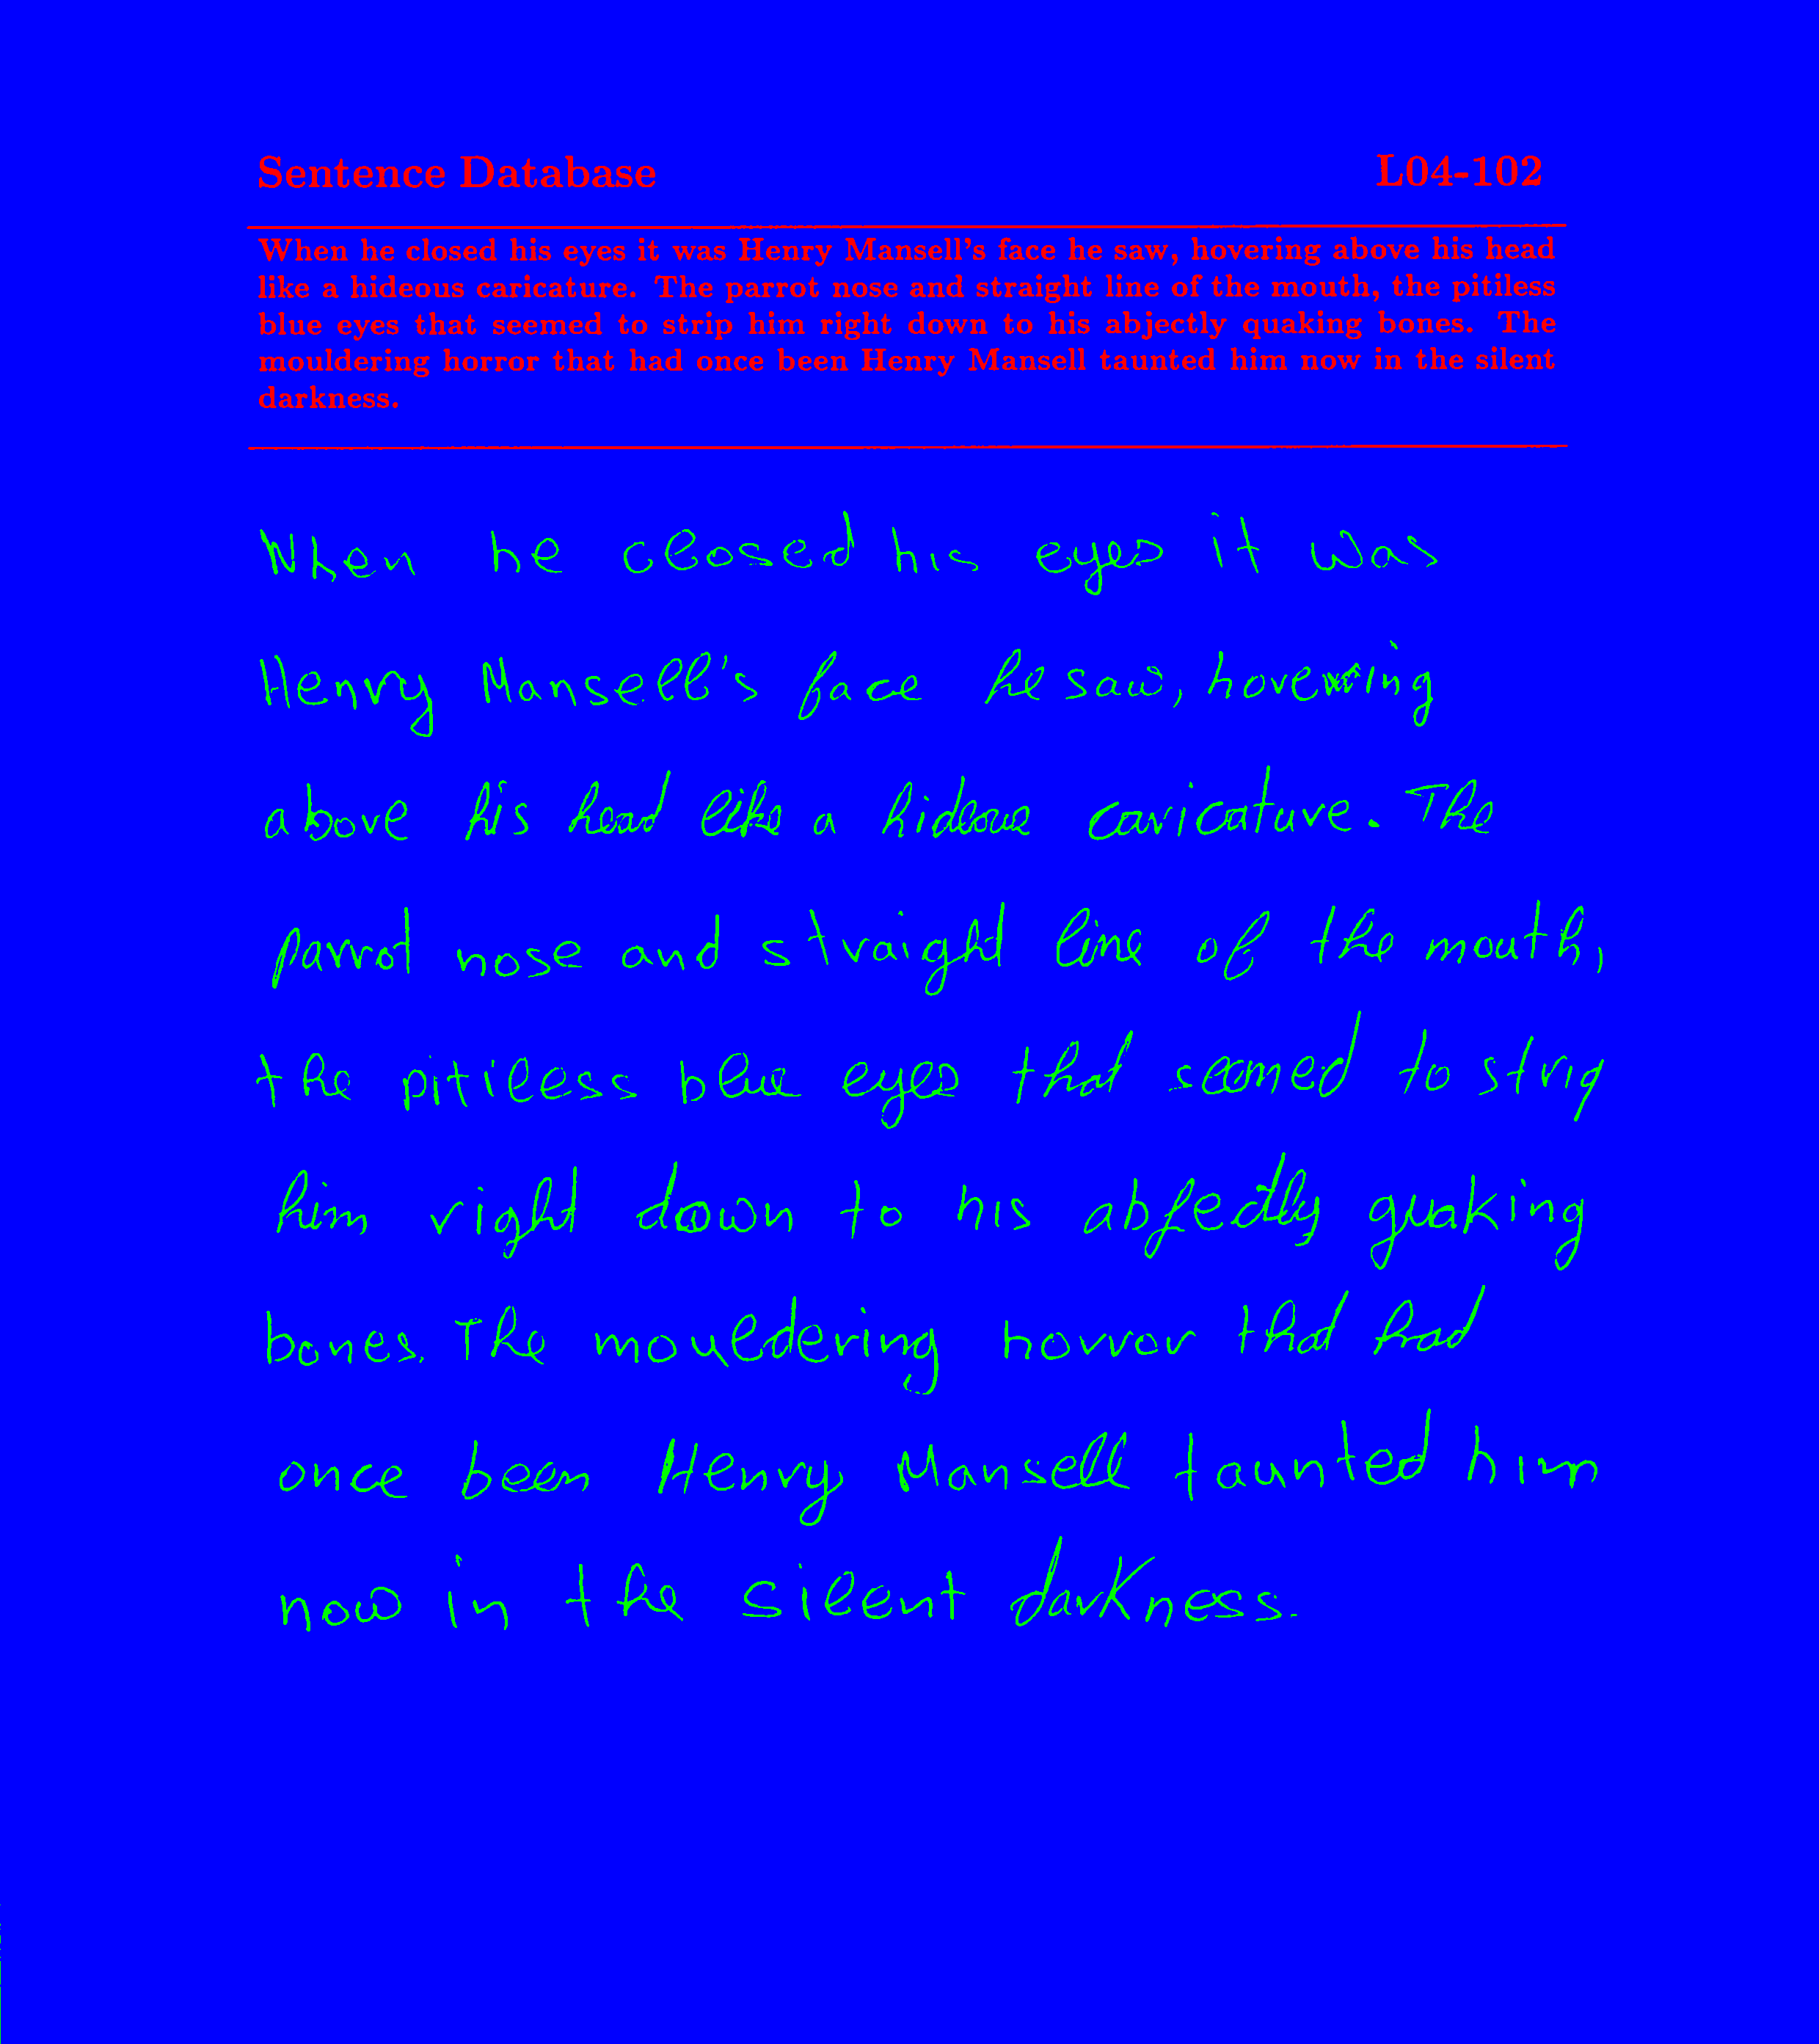 Sentence Database L04-102
When he closed his eyes it was Henry Mansell's face he saw, hovering above his head
like a hideous caricature. The parrot nose and straight line of the mouth, the pitiless
blue eyes that seemed to strip him right down to his abjectly quaking bones. The
mouldering horror that had once been Henry Mansell taunted him now in the silent
darkness.
When he closed his eyes it was
Henry Mansell's face he saw, hovering
above his head like a hideous caricature. The
parrot nose and straight line of the mouth,
the pitiless blue eyes that seemed to strip
him right down to his abjectly quaking
bones. The mouldering horror that had
once been Henry Mansell taunted him
now in the silent darkness.